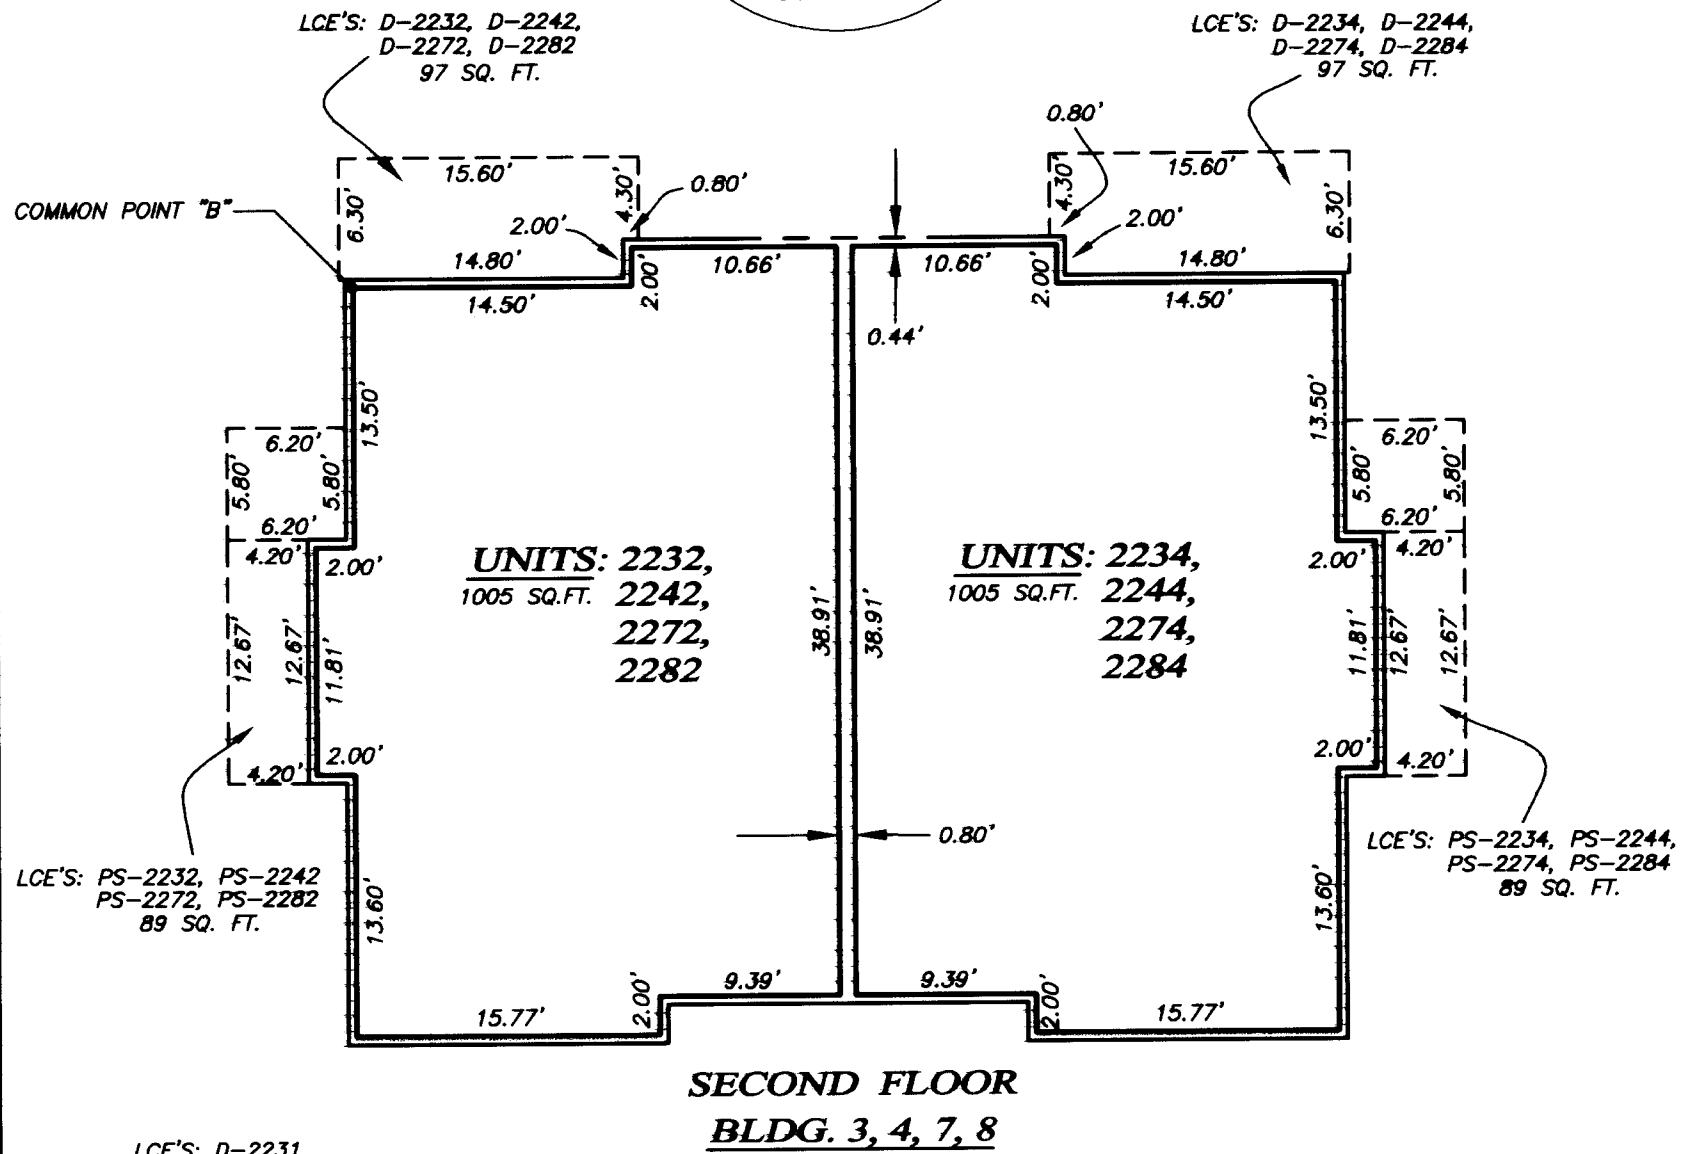 LCE'S: D-2232, D-2242,
D-2272, D-2282
97 SQ. FT.
LCE'S: D-2234, D-2244,
D-2274, D-2284
97 SQ. FT.
0.80'
15.60'
15.60'
6.30'
4.30'
0.80'
4.30'
6.30'
COMMON POINT "B"
2.00'
2.00'
14.80'
10.66'
10.66'
14.80'
14.50'
2.00'
2.00'
14.50'
0.44'
13.50'
13.50'
6.20'
6.20'
5.80'
5.80'
5.80'
5.80'
6.20'
6.20'
4.20'
2.00'
2.00'
4.20'
UNITS: 2232,
1005 SQ.FT. 2242,
2272,
2282
UNITS: 2234,
1005 SQ.FT. 2244,
2274,
2284
12.67'
12.67'
11.81'
38.91'
38.91'
11.81'
12.67'
12.67'
2.00'
2.00'
4.20'
4.20'
0.80'
LCE'S: PS-2232, PS-2242
PS-2272, PS-2282
89 SQ. FT.
LCE'S: PS-2234, PS-2244,
PS-2274, PS-2284
89 SQ. FT.
13.60'
13.60'
9.39'
9.39'
2.00'
2.00'
15.77'
15.77'
SECOND FLOOR
BLDG. 3, 4, 7, 8
LCE'S: D-2231